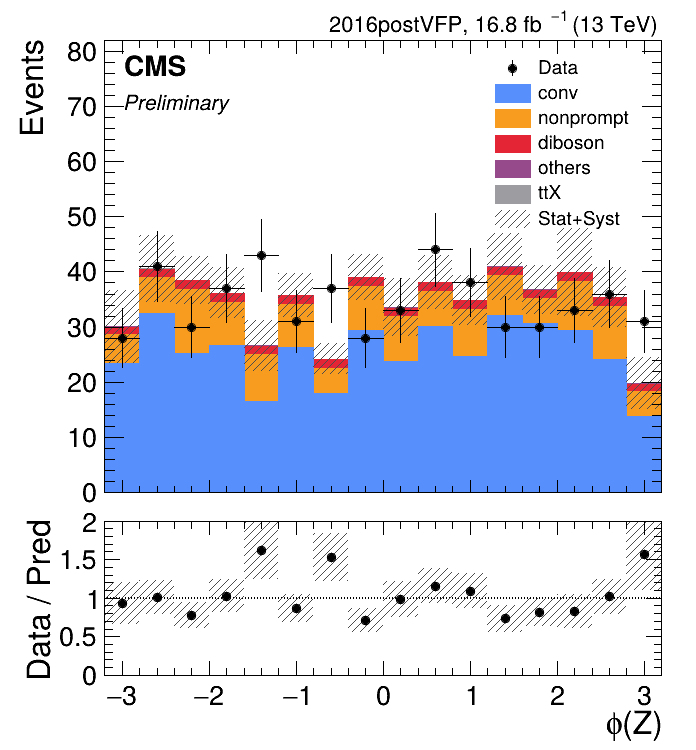 2016postVFP, 16.8 fb⁻¹ (13 TeV)
Events
CMS
Preliminary
Data
conv
nonprompt
diboson
others
ttX
Stat+Syst
80
70
60
50
40
30
20
10
0
Data / Pred
2
1.5
1
0.5
0
−3 −2 −1 0 1 2 3
ϕ(Z)